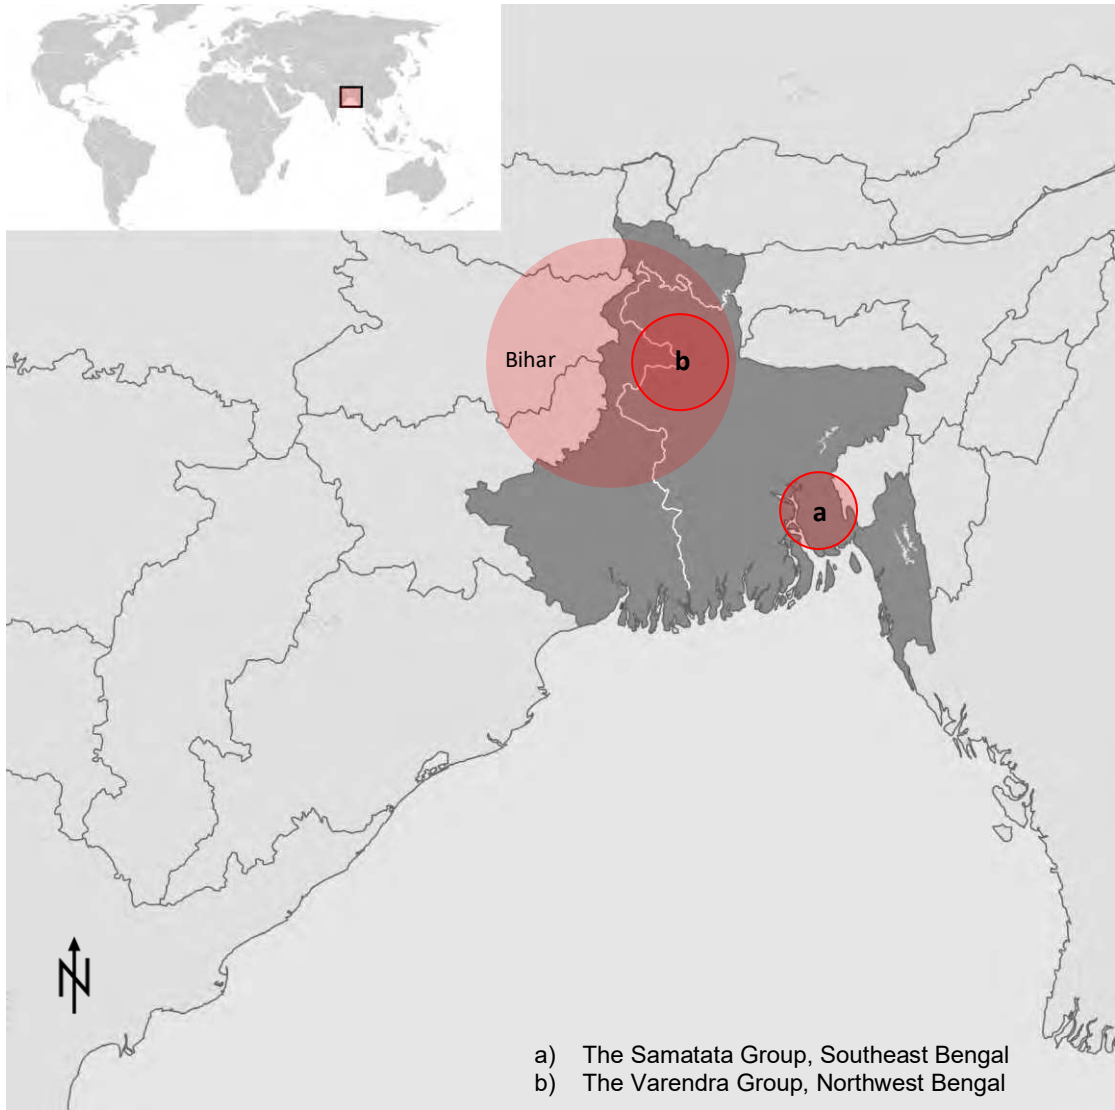 Bihar
b
a
N
a) The Samatata Group, Southeast Bengal
b) The Varendra Group, Northwest Bengal